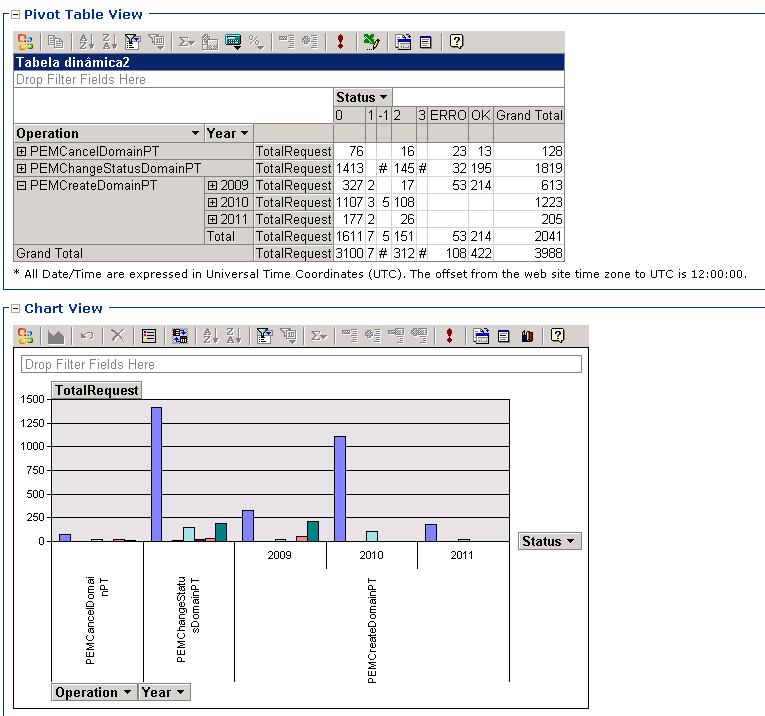 Pivot Table View
Tabela dinâmica2
Drop Filter Fields Here
Status
0 1 -1 2 3 ERRO OK Grand Total
Operation Year
PEMCancelDomainPT TotalRequest 76 16 23 13 128
PEMChangeStatusDomainPT TotalRequest 1413 # 145 # 32 195 1819
PEMCreateDomainPT 2009 TotalRequest 327 2 17 53 214 613
2010 TotalRequest 1107 3 5 108 1223
2011 TotalRequest 177 2 26 205
Total TotalRequest 1611 7 5 151 53 214 2041
Grand Total TotalRequest 3100 7 # 312 # 108 422 3988
* All Date/Time are expressed in Universal Time Coordinates (UTC). The offset from the web site time zone to UTC is 12:00:00.
Chart View
Drop Filter Fields Here
TotalRequest
1500
1250
1000
750
500
250
0
Status
2009 2010 2011
PEMCancelDomai
nPT
PEMChangeStatu
sDomainPT
PEMCreateDomainPT
Operation Year